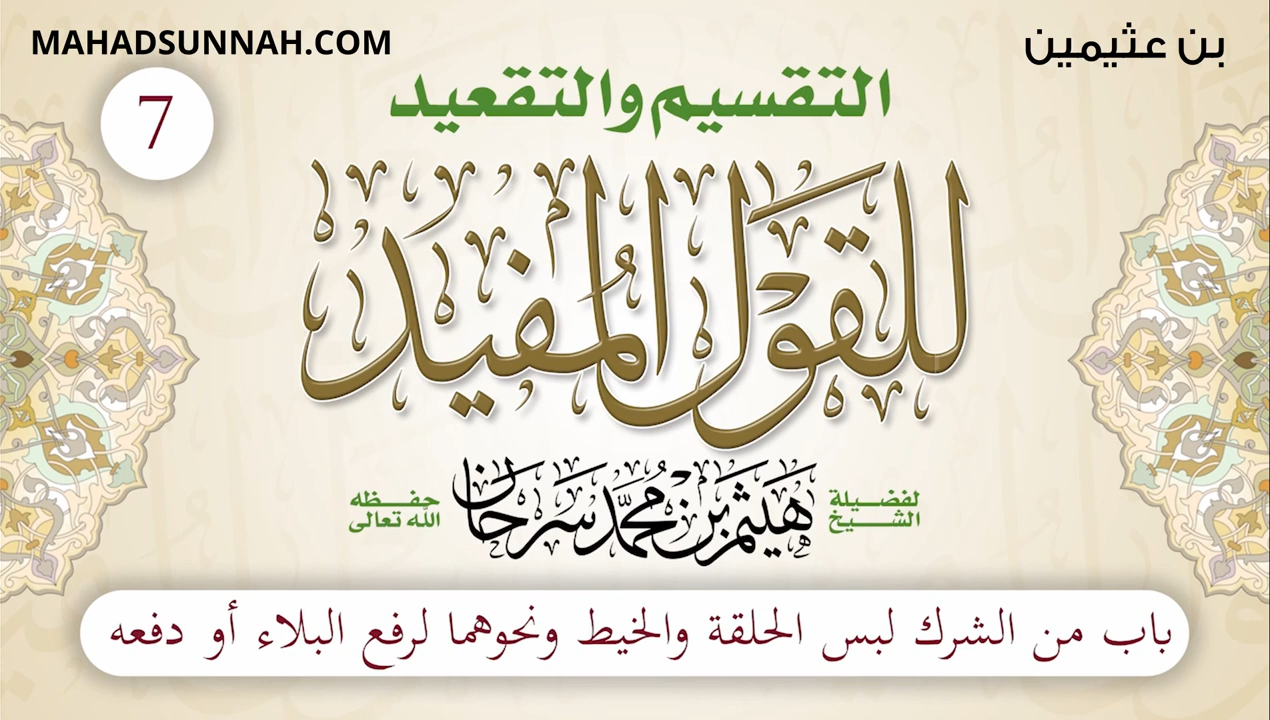 MAHADSUNNAH.COM
بن عثيمين
7
التقسيم والتقعيد
للقول المفيد
لفضيلة الشيخ
هيثم بن محمد سرحان
حفظه الله تعالى
باب من الشرك لبس الحلقة والخيط ونحوهما لرفع البلاء أو دفعه